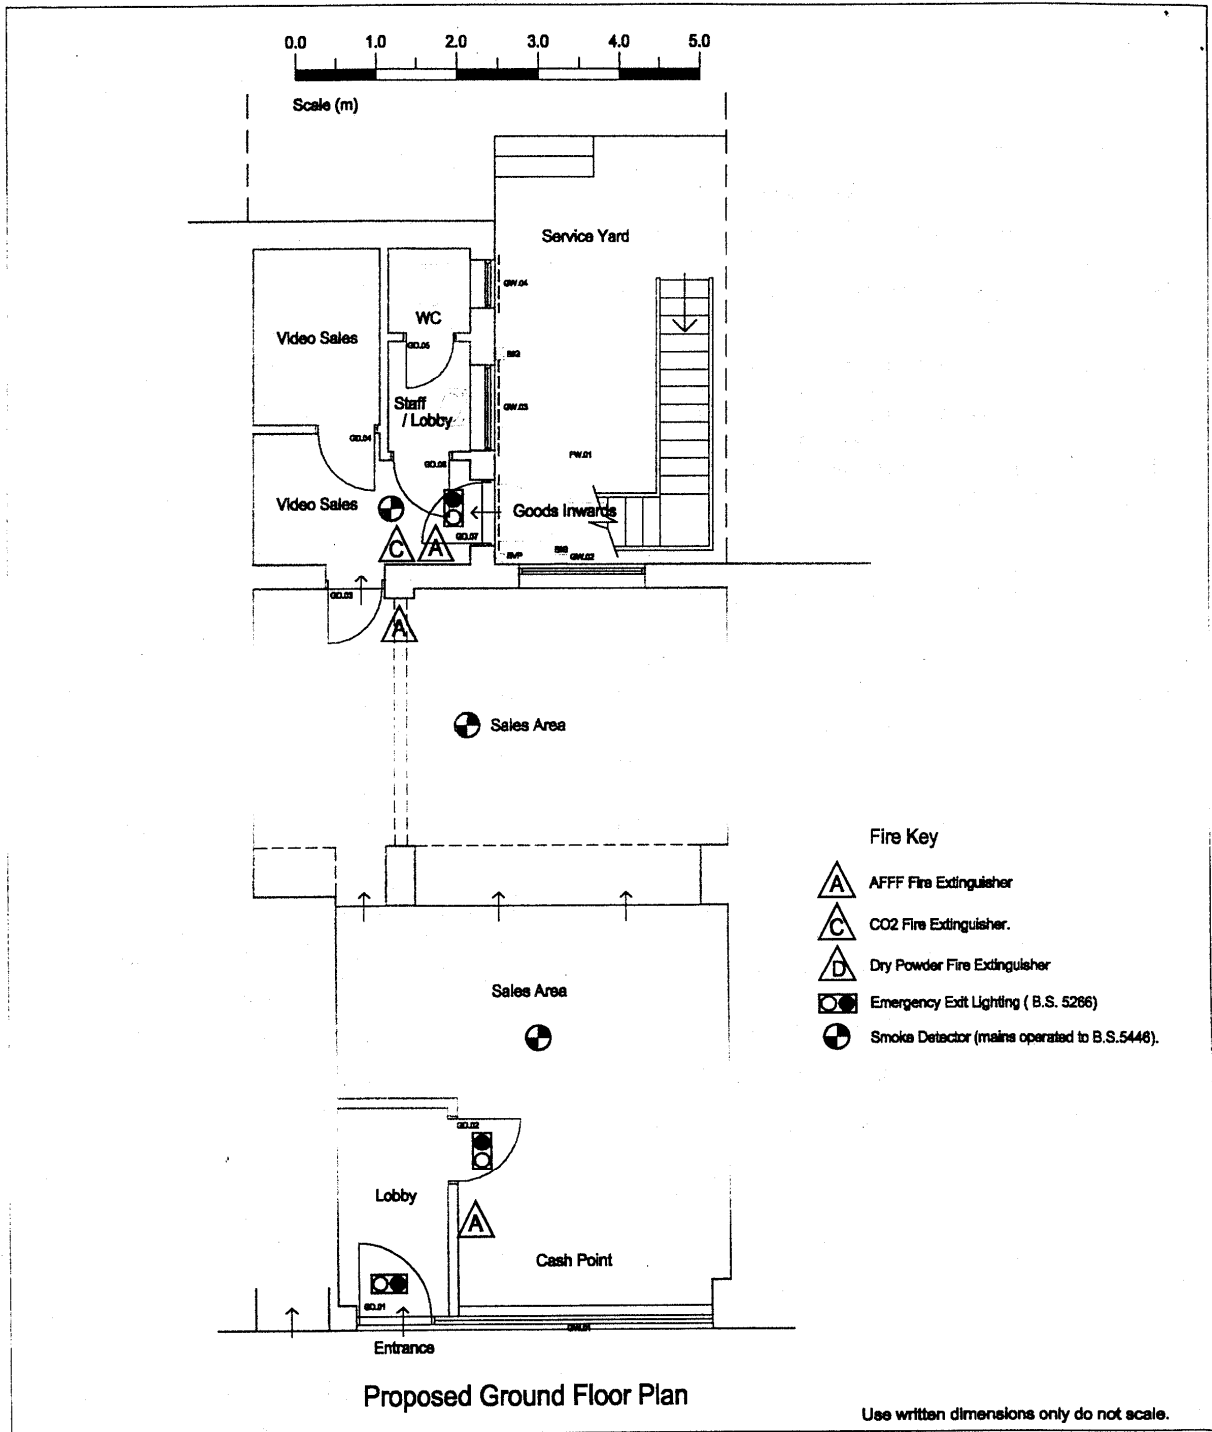 0.0 1.0 2.0 3.0 4.0 5.0
Scale (m)
Service Yard
GW.04
WC
Video Sales
GD.05
GW.03
Staff
/ Lobby
GD.04
GD.06
PW.01
Video Sales
Goods Inwards
C
A
GD.07
SVP
GW.02
GD.03
A
Sales Area
Fire Key
A
AFFF Fire Extinguisher
C
CO2 Fire Extinguisher.
D
Dry Powder Fire Extinguisher
Emergency Exit Lighting ( B.S. 5266)
Smoke Detector (mains operated to B.S.5446).
Sales Area
GD.02
Lobby
A
Cash Point
GD.01
GW.01
Entrance
Proposed Ground Floor Plan
Use written dimensions only do not scale.